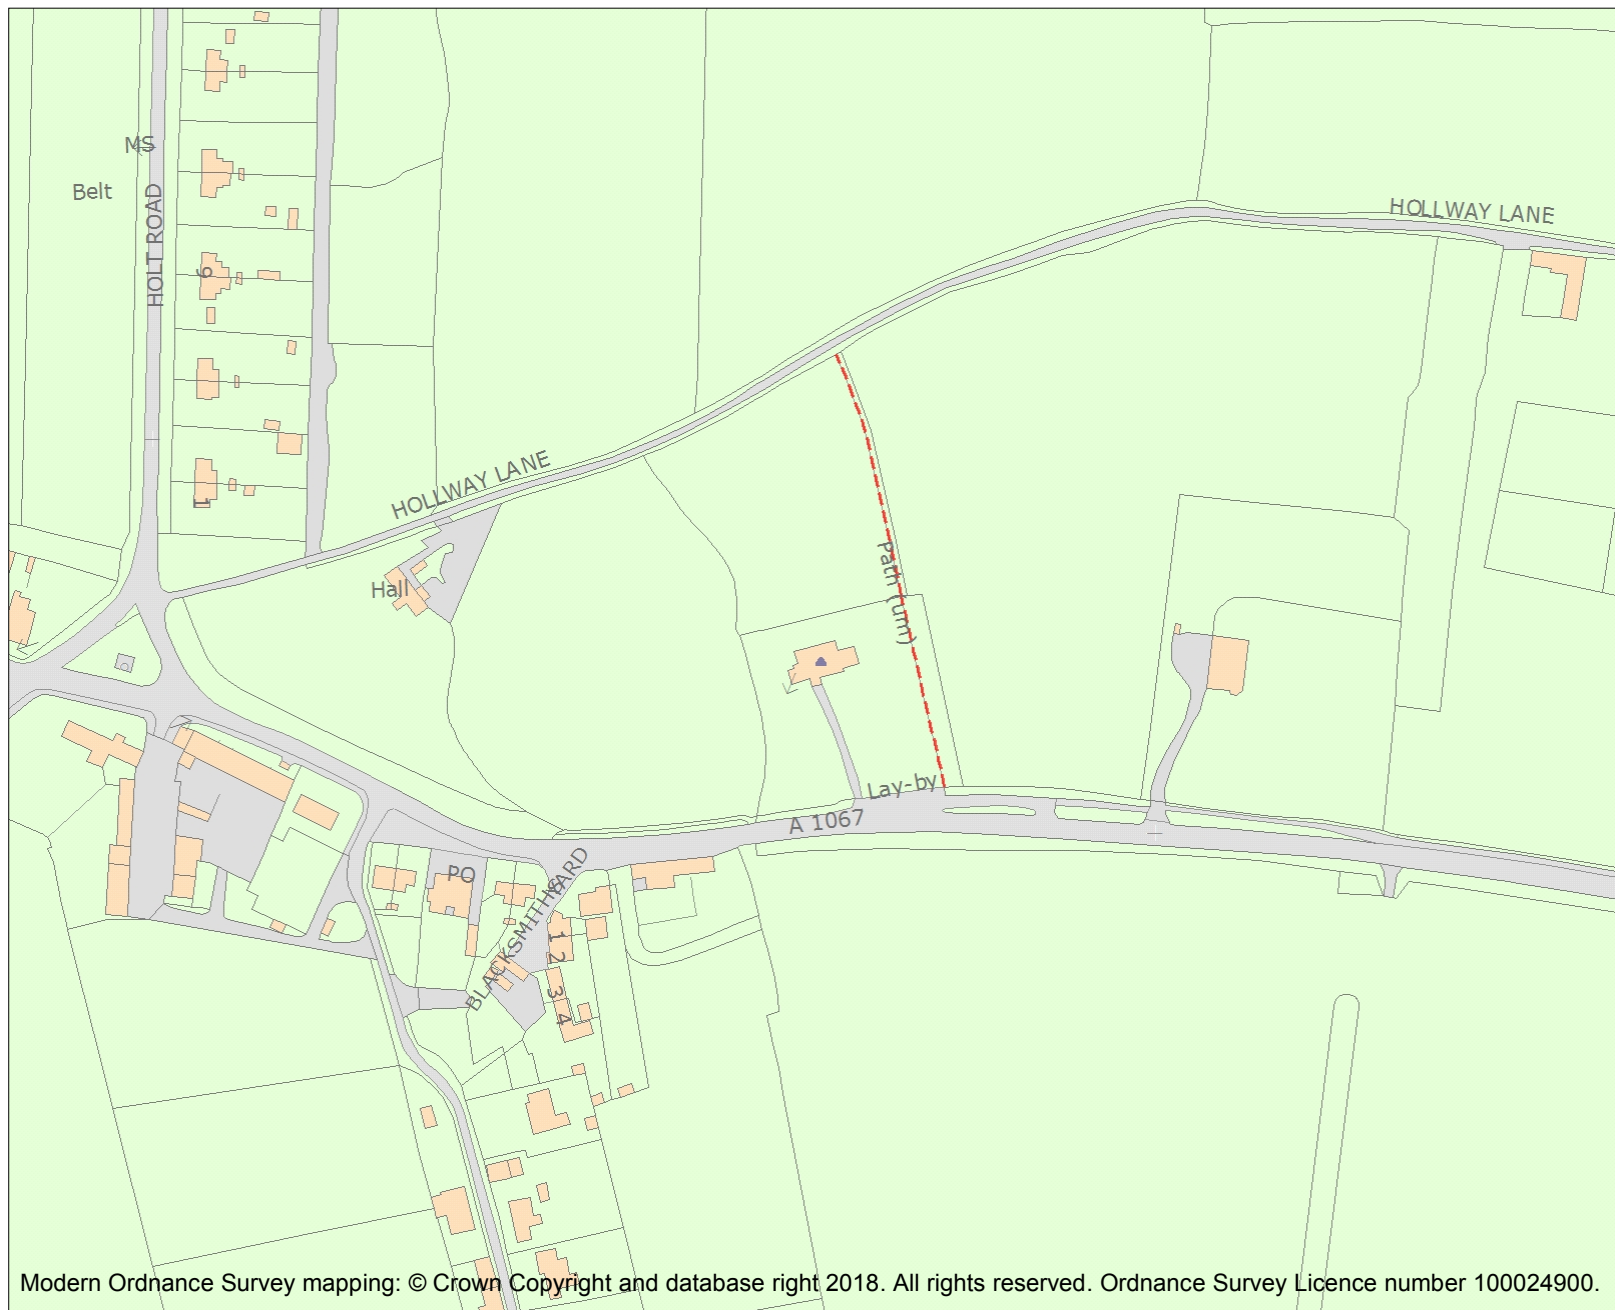 MS
Belt
HOLT ROAD
9
1
HOLLWAY LANE
HOLLWAY LANE
Hall
Path (um)
Lay-by
A 1067
PO
BLACKSMITHS YARD
1
2
3
4
Modern Ordnance Survey mapping: © Crown Copyright and database right 2018. All rights reserved. Ordnance Survey Licence number 100024900.